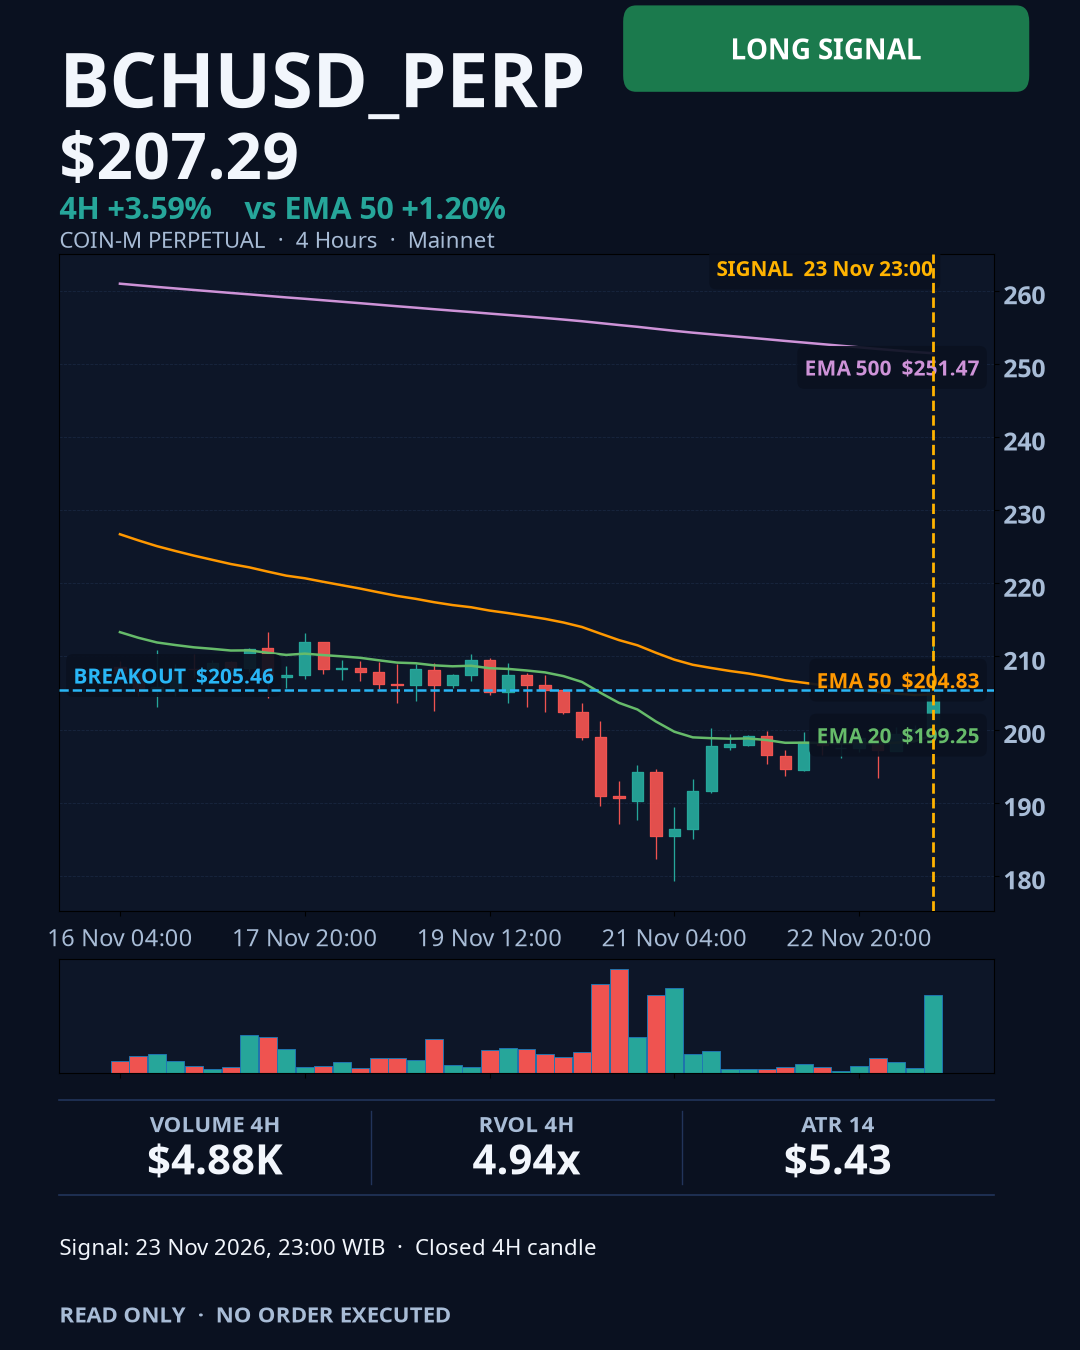 LONG SIGNAL
BCHUSD_PERP
$207.29
4H +3.59% vs EMA 50 +1.20%
COIN-M PERPETUAL · 4 Hours · Mainnet
SIGNAL 23 Nov 23:00
260
EMA 500 $251.47
250
240
230
220
210
BREAKOUT $205.46
EMA 50 $204.83
200
EMA 20 $199.25
190
180
16 Nov 04:00 17 Nov 20:00 19 Nov 12:00 21 Nov 04:00 22 Nov 20:00
VOLUME 4H RVOL 4H ATR 14
$4.88K 4.94x $5.43
Signal: 23 Nov 2026, 23:00 WIB · Closed 4H candle
READ ONLY · NO ORDER EXECUTED